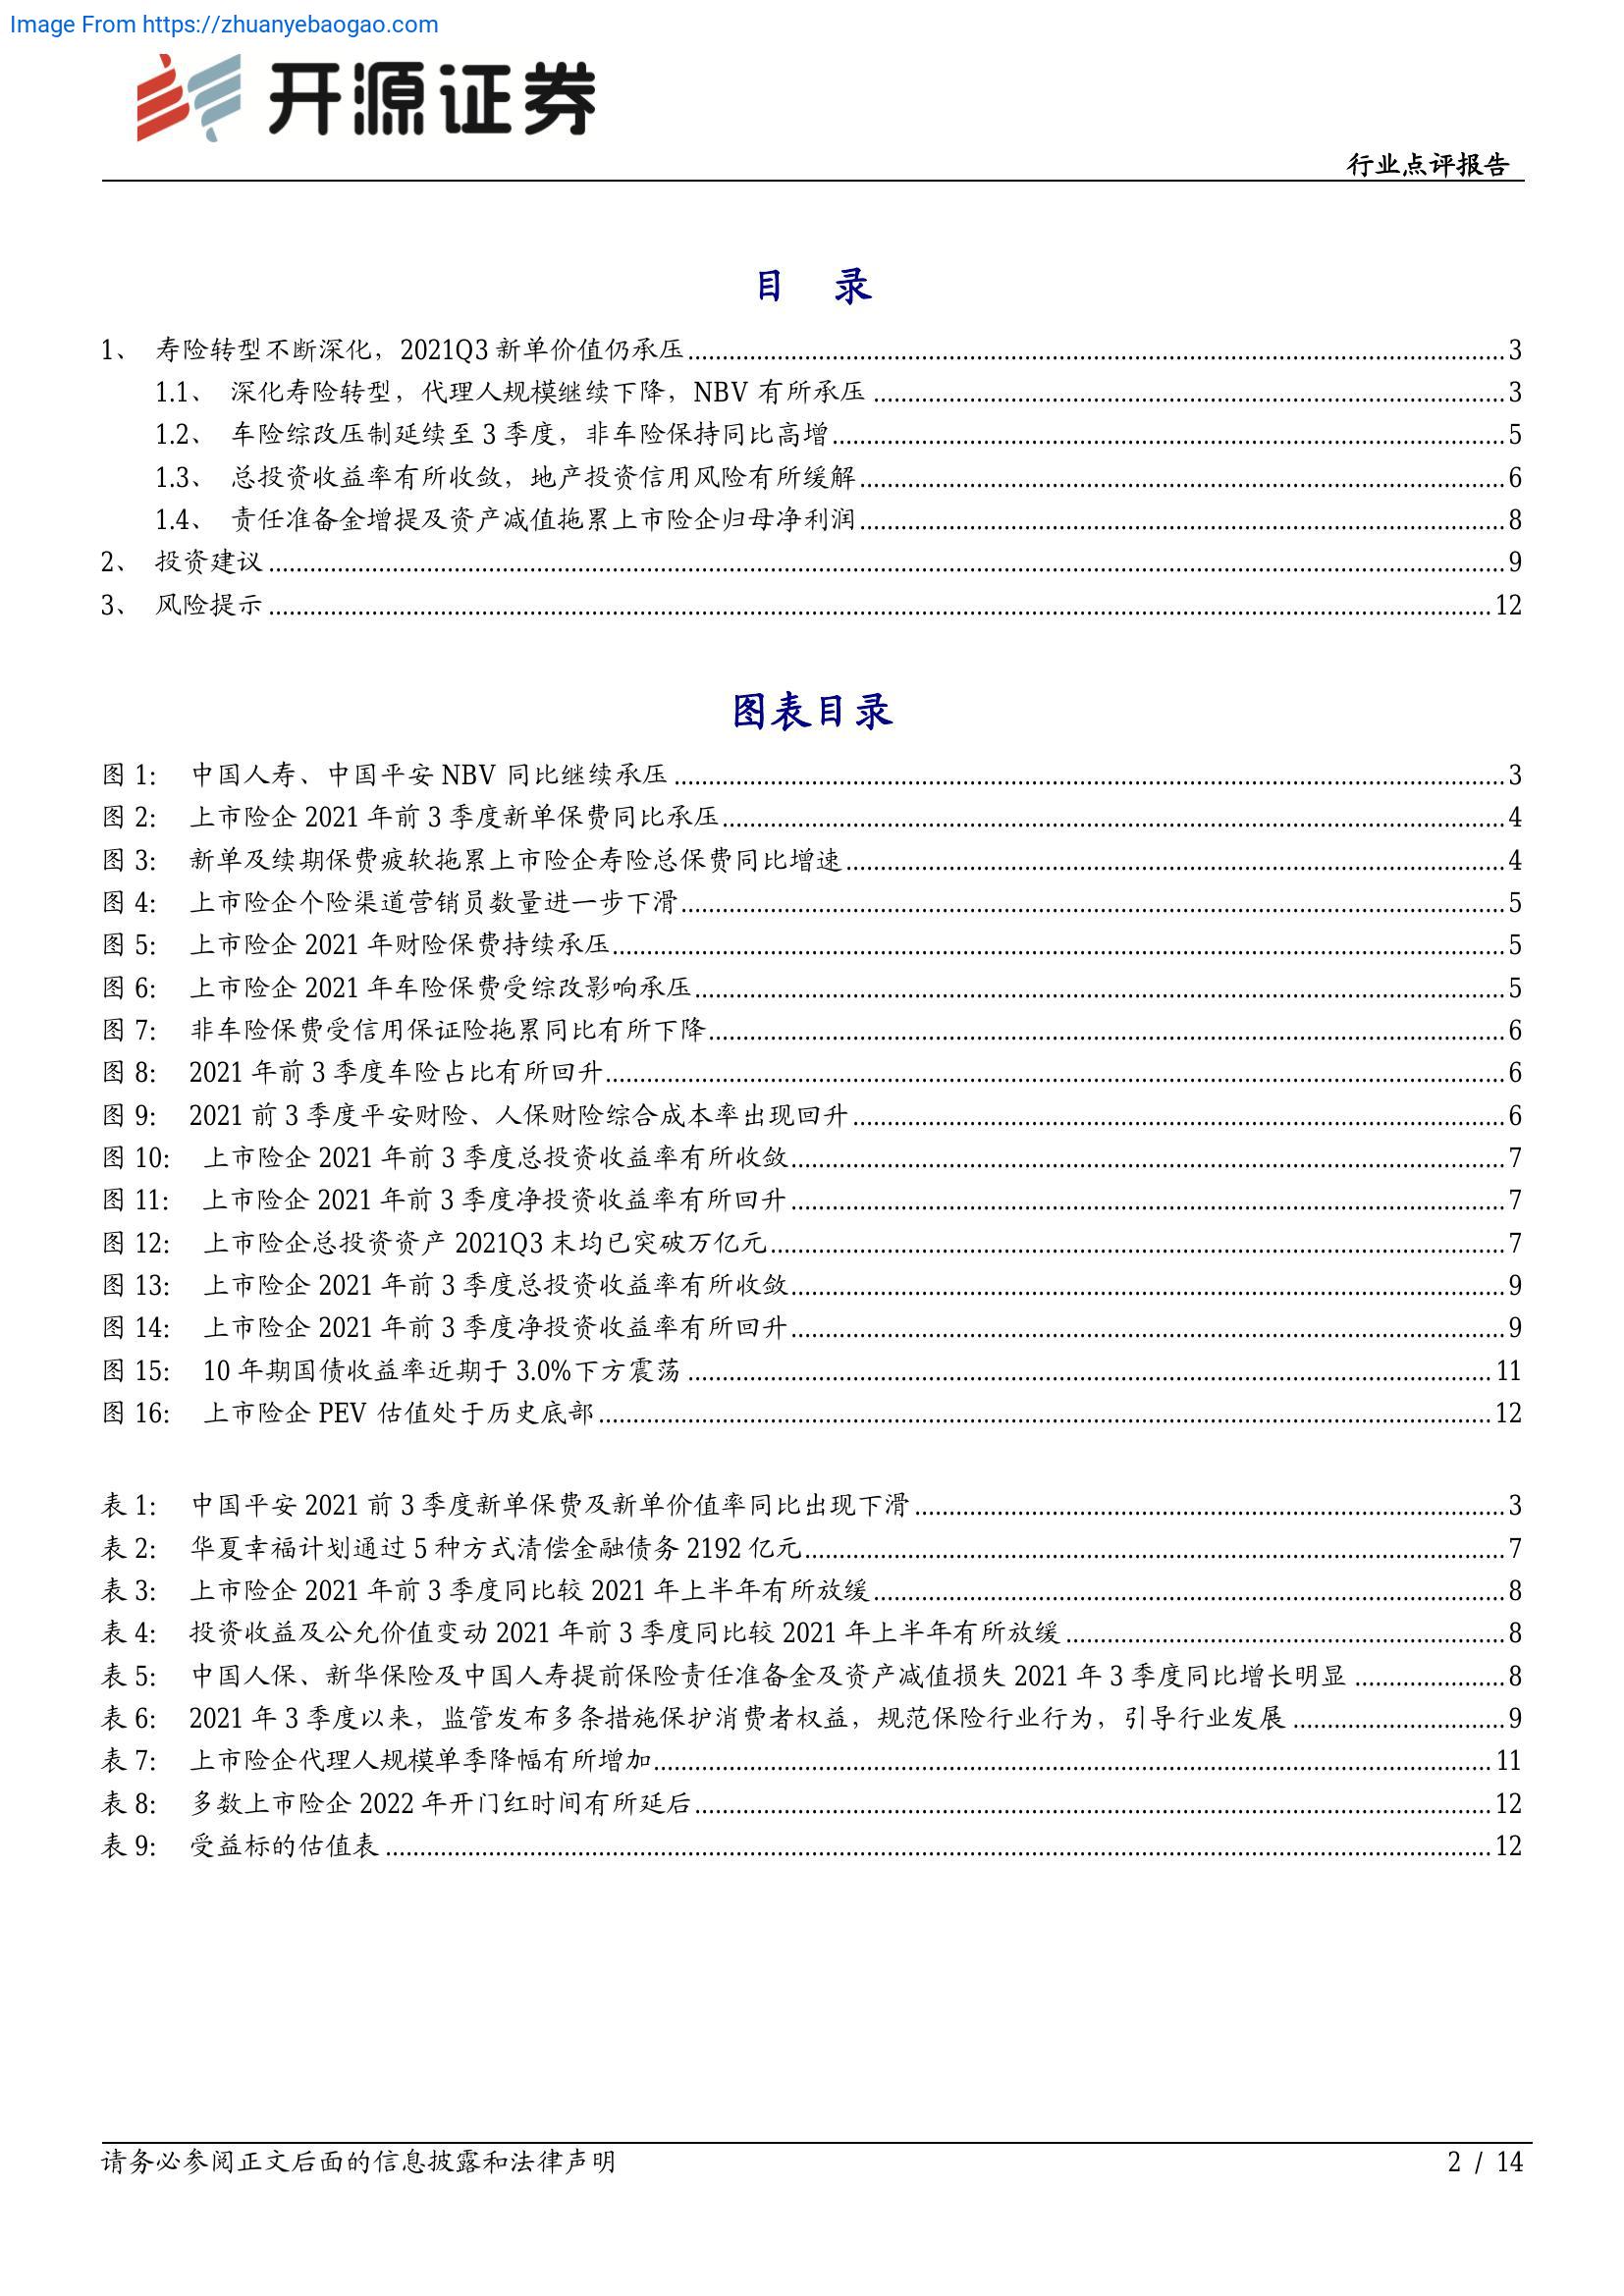 Image From https://zhuanyebaogao.com
开源证券
行业点评报告
目 录
1、 寿险转型不断深化，2021Q3 新单价值仍承压 3
1.1、 深化寿险转型，代理人规模继续下降，NBV 有所承压 3
1.2、 车险综改压制延续至 3 季度，非车险保持同比高增 5
1.3、 总投资收益率有所收敛，地产投资信用风险有所缓解 6
1.4、 责任准备金增提及资产减值拖累上市险企归母净利润 8
2、 投资建议 9
3、 风险提示 12
图表目录
图 1: 中国人寿、中国平安 NBV 同比继续承压 3
图 2: 上市险企 2021 年前 3 季度新单保费同比承压 4
图 3: 新单及续期保费疲软拖累上市险企寿险总保费同比增速 4
图 4: 上市险企个险渠道营销员数量进一步下滑 5
图 5: 上市险企 2021 年财险保费持续承压 5
图 6: 上市险企 2021 年车险保费受综改影响承压 5
图 7: 非车险保费受信用保证险拖累同比有所下降 6
图 8: 2021 年前 3 季度车险占比有所回升 6
图 9: 2021 前 3 季度平安财险、人保财险综合成本率出现回升 6
图 10: 上市险企 2021 年前 3 季度总投资收益率有所收敛 7
图 11: 上市险企 2021 年前 3 季度净投资收益率有所回升 7
图 12: 上市险企总投资资产 2021Q3 末均已突破万亿元 7
图 13: 上市险企 2021 年前 3 季度总投资收益率有所收敛 9
图 14: 上市险企 2021 年前 3 季度净投资收益率有所回升 9
图 15: 10 年期国债收益率近期于 3.0%下方震荡 11
图 16: 上市险企 PEV 估值处于历史底部 12
表 1: 中国平安 2021 前 3 季度新单保费及新单价值率同比出现下滑 3
表 2: 华夏幸福计划通过 5 种方式清偿金融债务 2192 亿元 7
表 3: 上市险企 2021 年前 3 季度同比较 2021 年上半年有所放缓 8
表 4: 投资收益及公允价值变动 2021 年前 3 季度同比较 2021 年上半年有所放缓 8
表 5: 中国人保、新华保险及中国人寿提前保险责任准备金及资产减值损失 2021 年 3 季度同比增长明显 8
表 6: 2021 年 3 季度以来，监管发布多条措施保护消费者权益，规范保险行业行为，引导行业发展 9
表 7: 上市险企代理人规模单季降幅有所增加 11
表 8: 多数上市险企 2022 年开门红时间有所延后 12
表 9: 受益标的估值表 12
请务必参阅正文后面的信息披露和法律声明 2 / 14